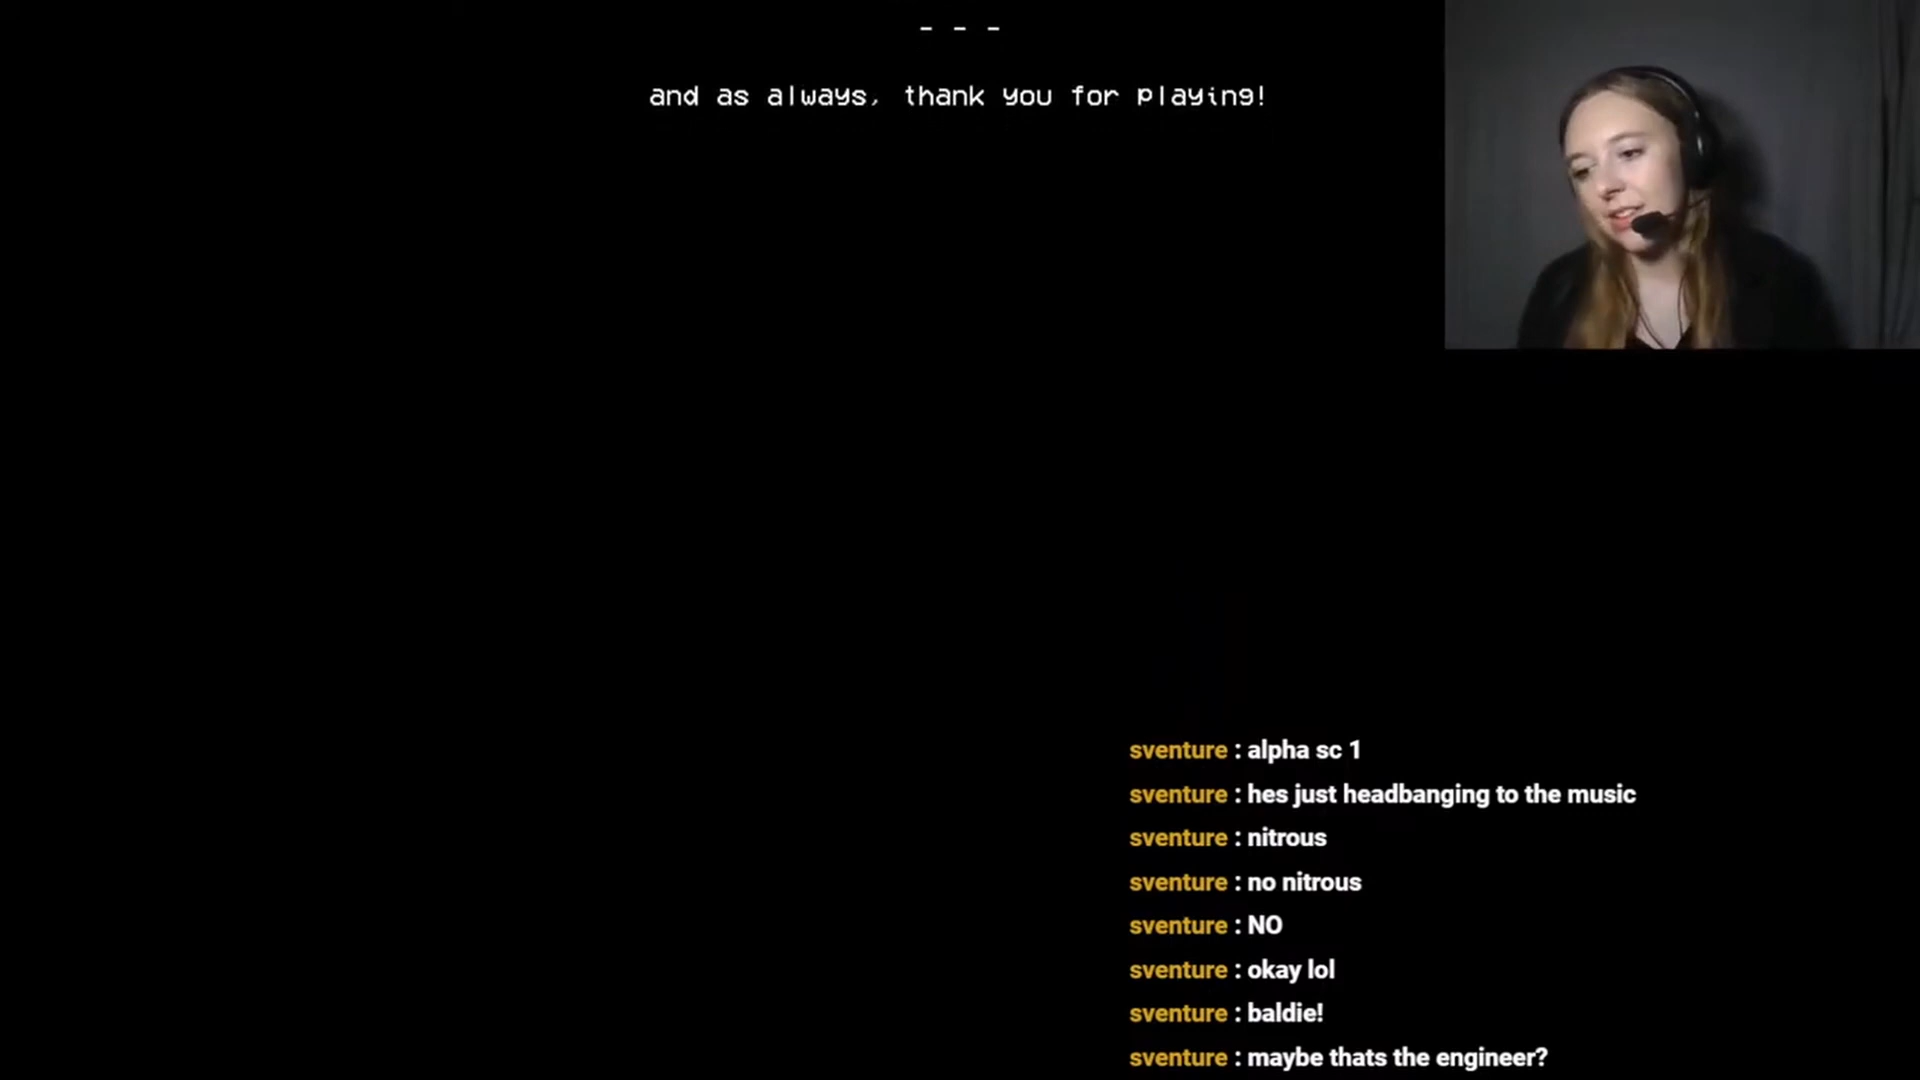 - - -
and as always, thank you for playing!
sventure : alpha sc 1
sventure : hes just headbanging to the music
sventure : nitrous
sventure : no nitrous
sventure : NO
sventure : okay lol
sventure : baldie!
sventure : maybe thats the engineer?